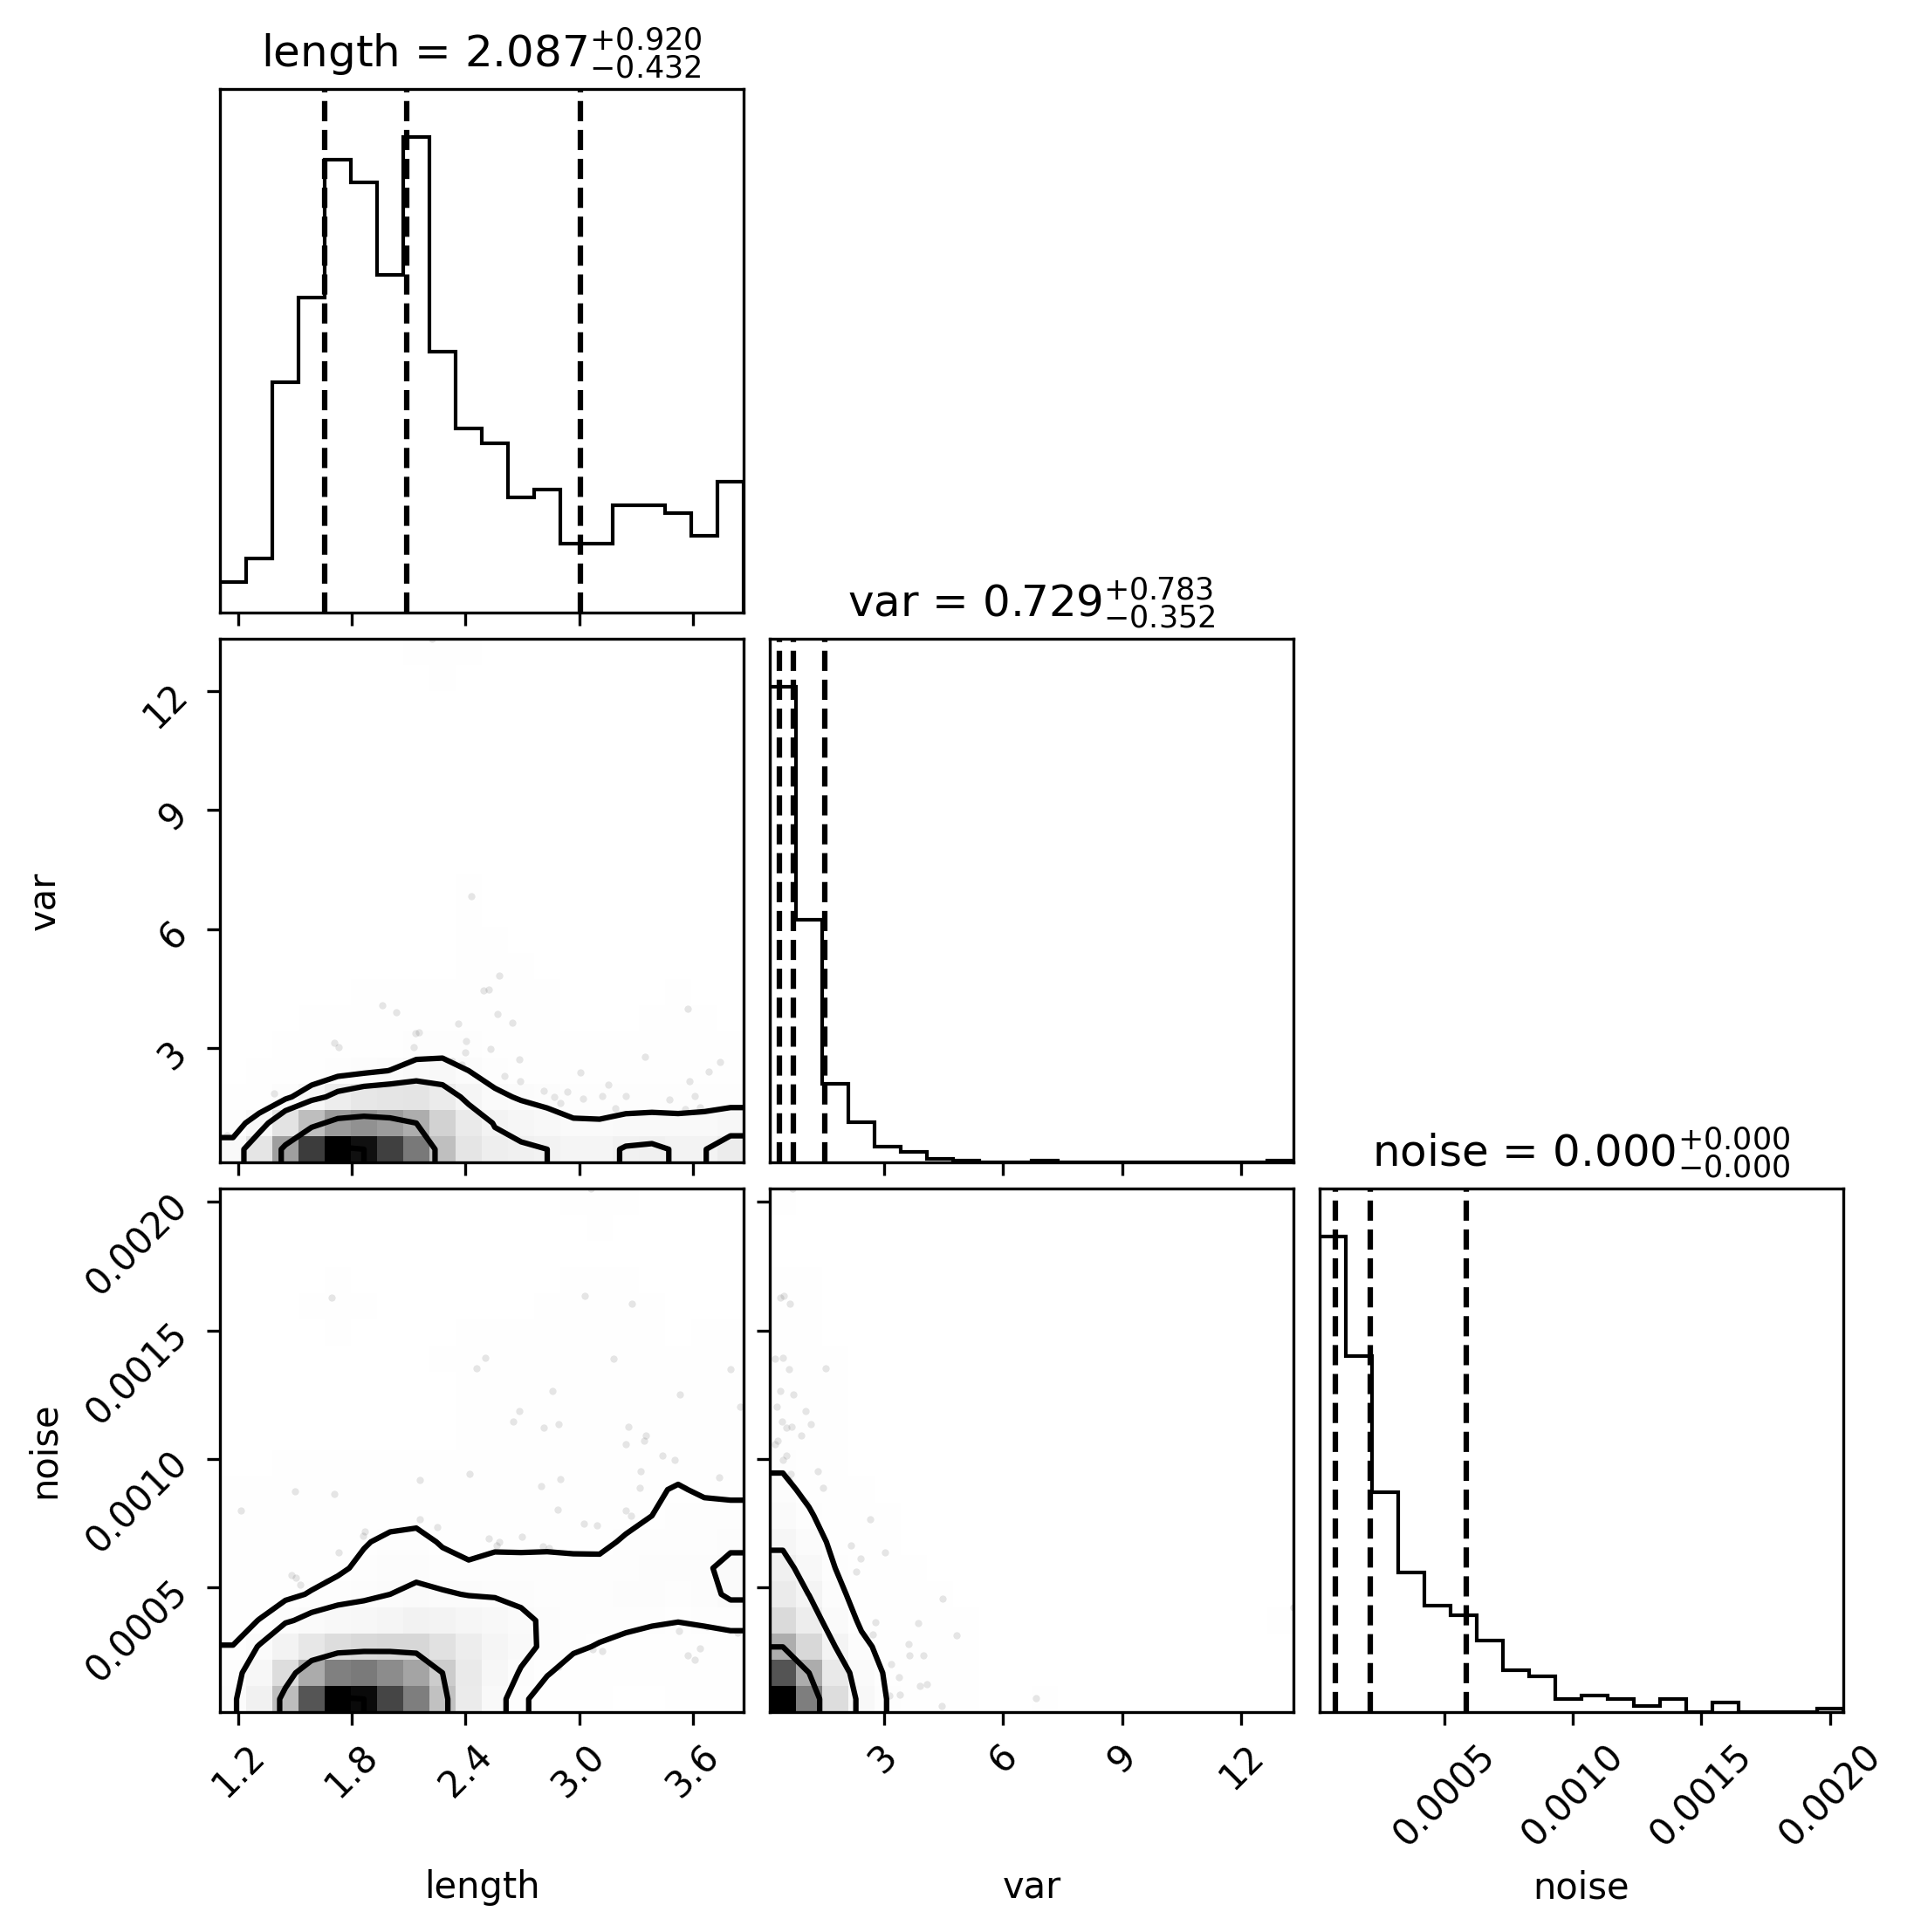 length = 2.087+0.920 −0.432
var = 0.729+0.783 −0.352
12
9
6
3
var
noise = 0.000+0.000 −0.000
0.0020
0.0015
0.0010
0.0005
noise
1.2 1.8 2.4 3.0 3.6
3 6 9 12
0.0005 0.0010 0.0015 0.0020
length var noise